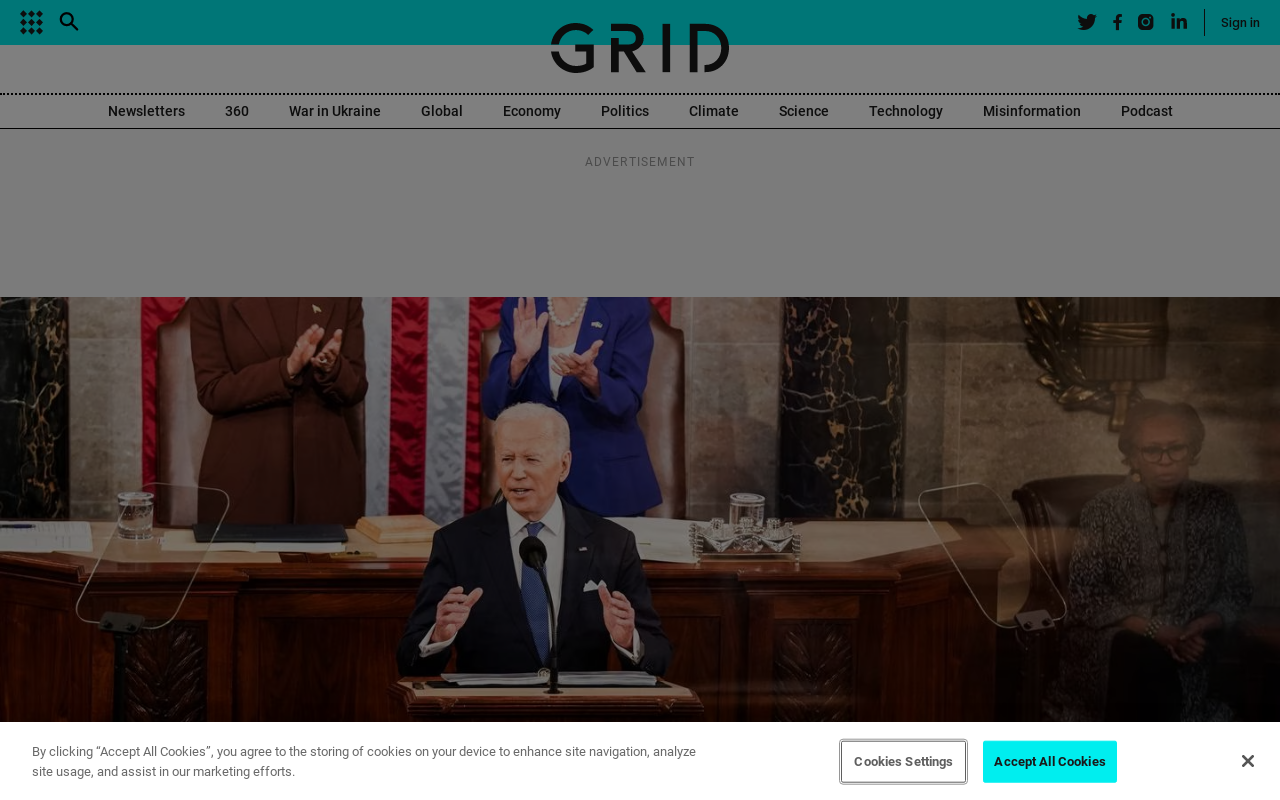 Sign in
GRID
Newsletters 360 War in Ukraine Global Economy Politics Climate Science Technology Misinformation Podcast
ADVERTISEMENT
By clicking “Accept All Cookies”, you agree to the storing of cookies on your device to enhance site navigation, analyze
site usage, and assist in our marketing efforts.
Cookies Settings
Accept All Cookies